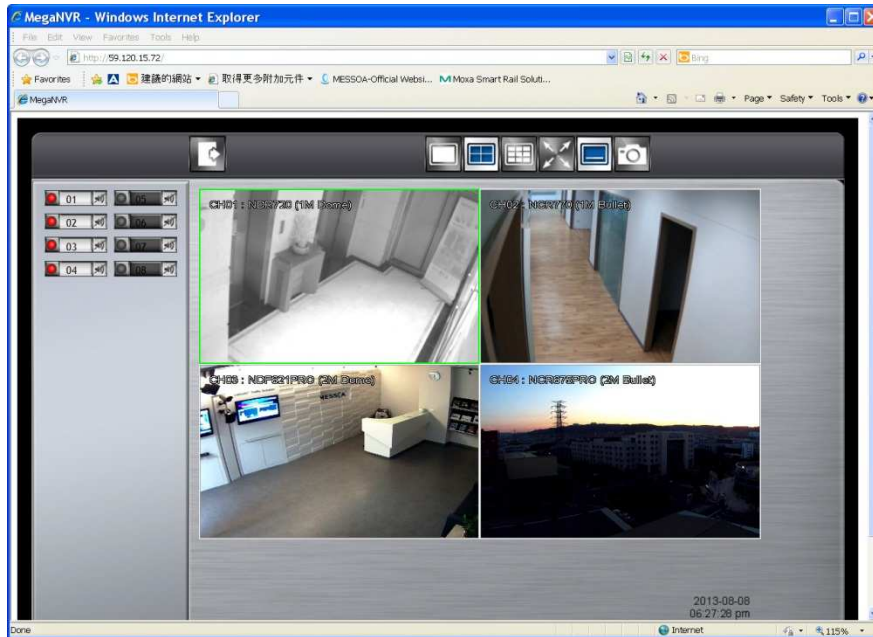 MegaNVR - Windows Internet Explorer
File Edit View Favorites Tools Help
http://59.120.15.72/
Bing
Favorites 建議的網站 取得更多附加元件 MESSOA-Official Websi... Moxa Smart Rail Soluti...
MegaNVR
Page Safety Tools
01 05
02 06
03 07
04 08
CH01 : NDR720 (1M Dome)
CH02 : NCR770 (1M Bullet)
MESSOA
CH03 : NDF821PRO (2M Dome)
CH04 : NCR875PRO (2M Bullet)
2013-08-08
06:27:28 pm
Done Internet 115%